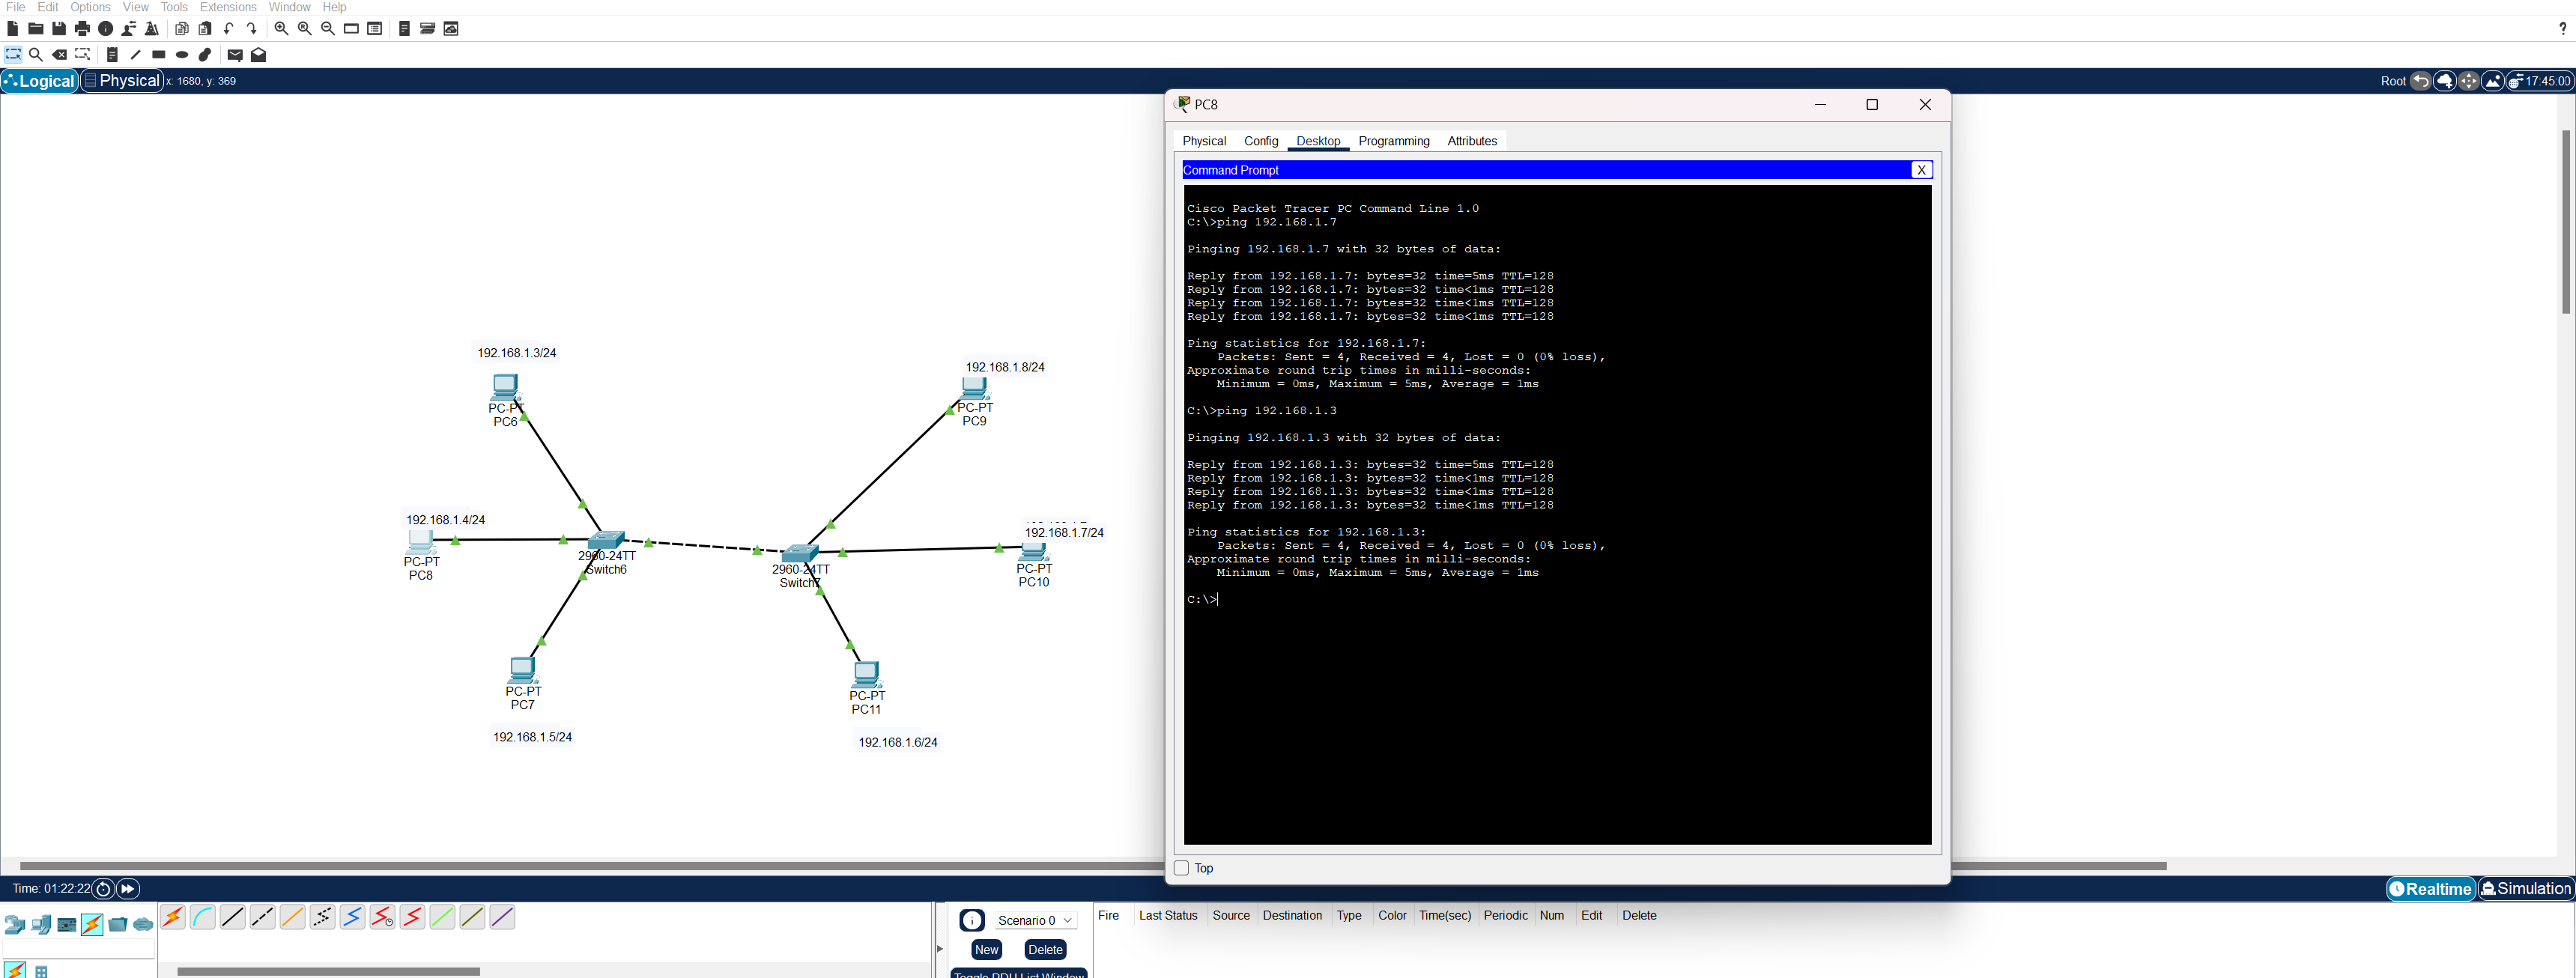 File Edit Options View Tools Extensions Window Help
?
Logical Physical x: 1680, y: 369
Root 17:45:00
192.168.1.3/24
PC-PT
PC6
192.168.1.8/24
PC-PT
PC9
192.168.1.4/24
PC-PT
PC8
2960-24TT
Switch6
2960-24TT
Switch7
192.168.1.7/24
PC-PT
PC10
PC-PT
PC7
192.168.1.5/24
PC-PT
PC11
192.168.1.6/24
PC8
Physical Config Desktop Programming Attributes
Command Prompt X
Cisco Packet Tracer PC Command Line 1.0
C:\>ping 192.168.1.7
Pinging 192.168.1.7 with 32 bytes of data:
Reply from 192.168.1.7: bytes=32 time=5ms TTL=128
Reply from 192.168.1.7: bytes=32 time<1ms TTL=128
Reply from 192.168.1.7: bytes=32 time<1ms TTL=128
Reply from 192.168.1.7: bytes=32 time<1ms TTL=128
Ping statistics for 192.168.1.7:
Packets: Sent = 4, Received = 4, Lost = 0 (0% loss),
Approximate round trip times in milli-seconds:
Minimum = 0ms, Maximum = 5ms, Average = 1ms
C:\>ping 192.168.1.3
Pinging 192.168.1.3 with 32 bytes of data:
Reply from 192.168.1.3: bytes=32 time=5ms TTL=128
Reply from 192.168.1.3: bytes=32 time<1ms TTL=128
Reply from 192.168.1.3: bytes=32 time<1ms TTL=128
Reply from 192.168.1.3: bytes=32 time<1ms TTL=128
Ping statistics for 192.168.1.3:
Packets: Sent = 4, Received = 4, Lost = 0 (0% loss),
Approximate round trip times in milli-seconds:
Minimum = 0ms, Maximum = 5ms, Average = 1ms
C:\>
Top
Time: 01:22:22
Realtime Simulation
Scenario 0
New Delete
Toggle PDU List Window
Fire Last Status Source Destination Type Color Time(sec) Periodic Num Edit Delete